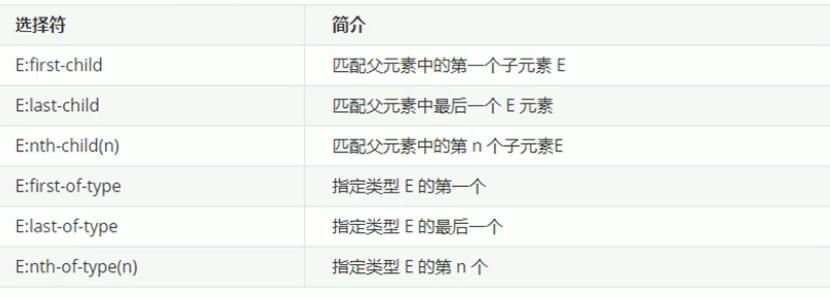 选择符 简介
E:first-child 匹配父元素中的第一个子元素 E
E:last-child 匹配父元素中最后一个 E 元素
E:nth-child(n) 匹配父元素中的第 n 个子元素E
E:first-of-type 指定类型 E 的第一个
E:last-of-type 指定类型 E 的最后一个
E:nth-of-type(n) 指定类型 E 的第 n 个